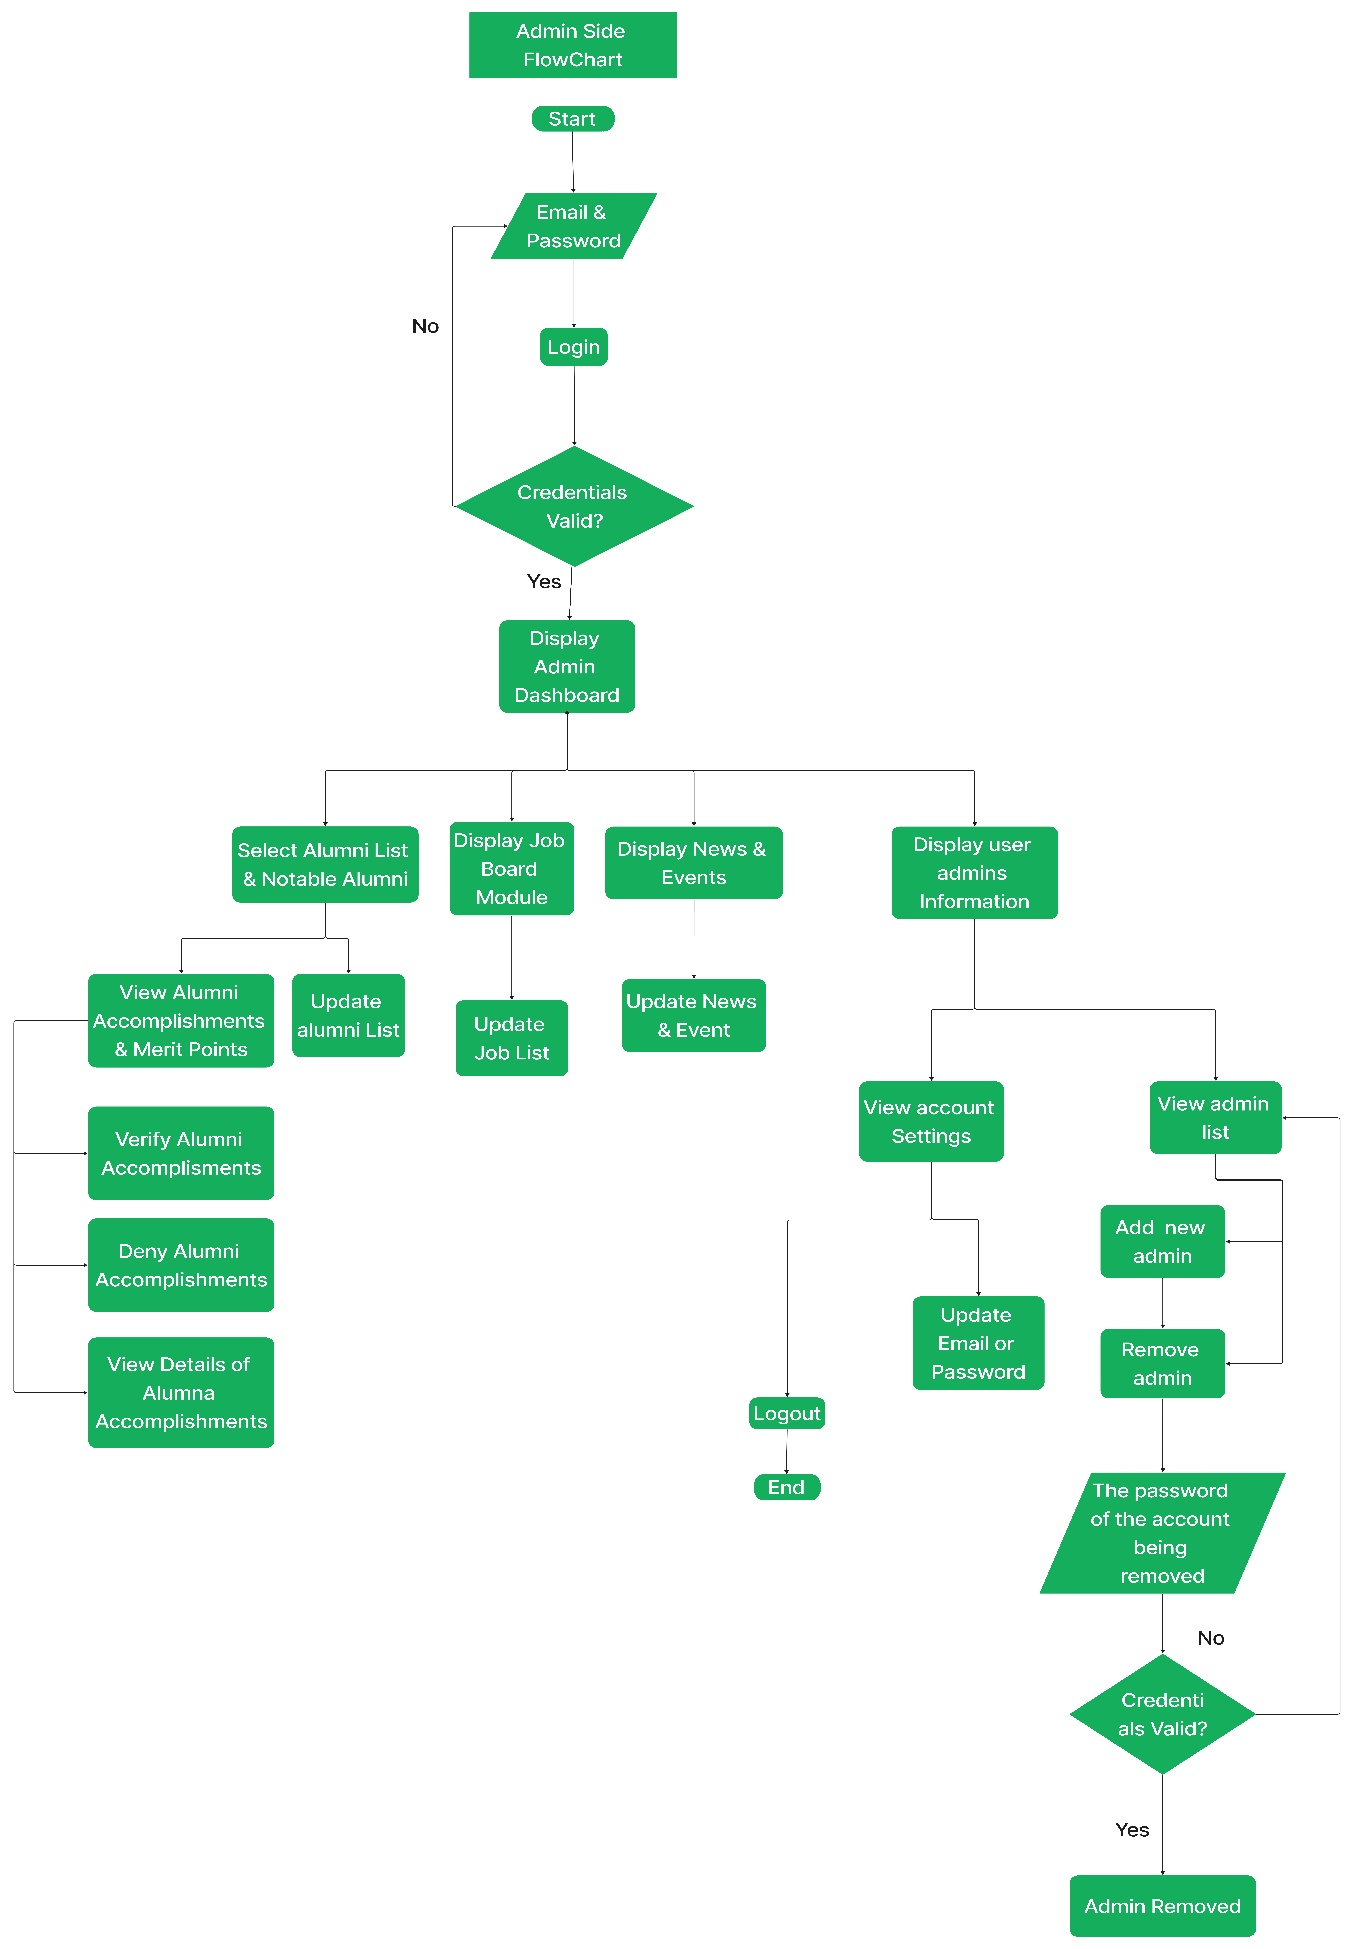 Admin Side
FlowChart
Start
Email &
Password
No
Login
Credentials
Valid?
Yes
Display
Admin
Dashboard
Select Alumni List
& Notable Alumni
Display Job
Board
Module
Display News &
Events
Display user
admins
Information
View Alumni
Accomplishments
& Merit Points
Update
alumni List
Update
Job List
Update News
& Event
View account
Settings
View admin
list
Verify Alumni
Accomplisments
Deny Alumni
Accomplishments
View Details of
Alumna
Accomplishments
Add new
admin
Update
Email or
Password
Remove
admin
Logout
End
The password
of the account
being
removed
No
Credenti
als Valid?
Yes
Admin Removed